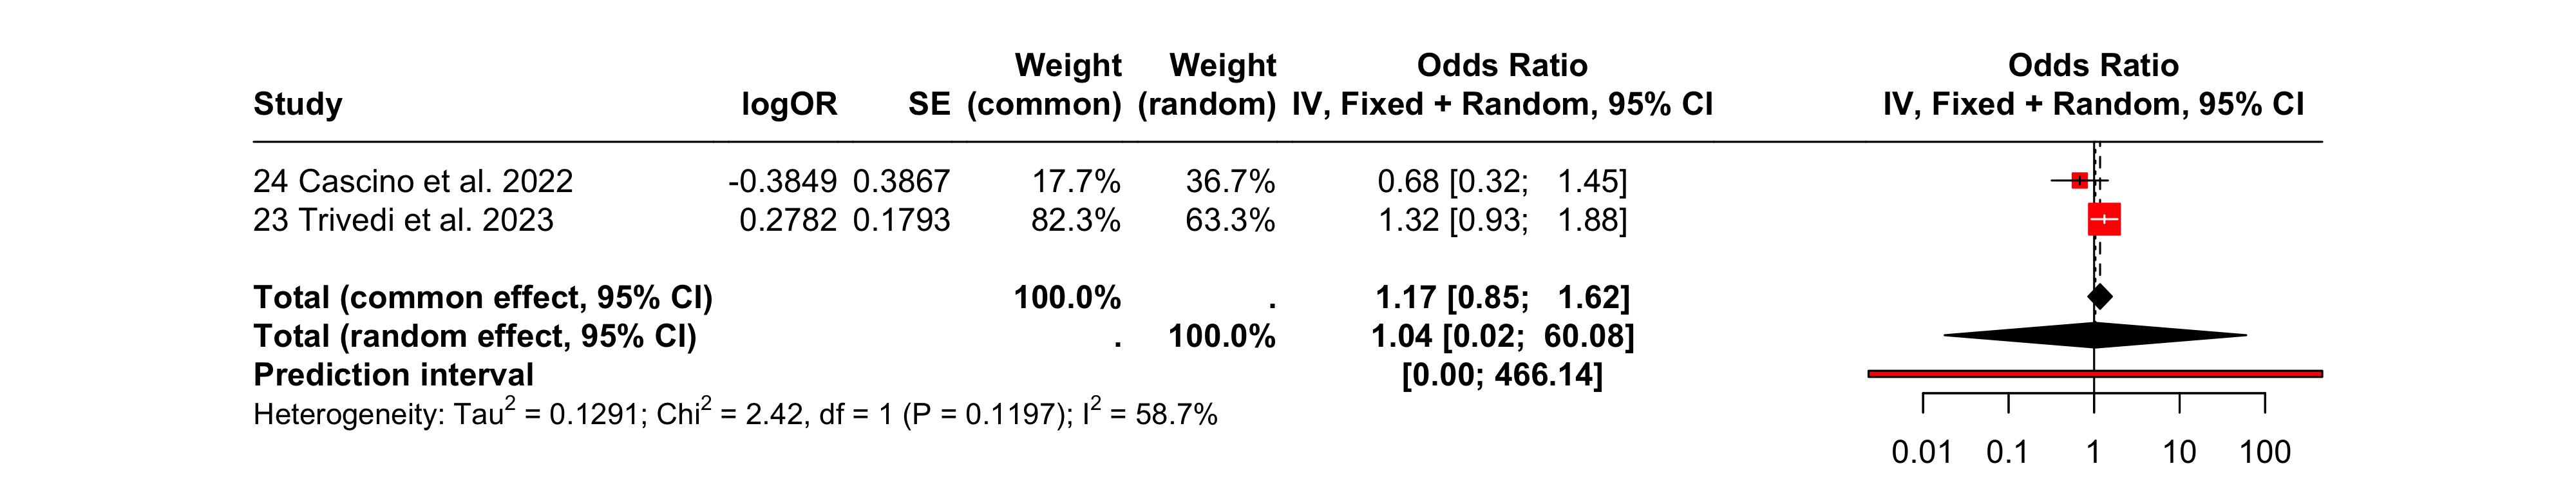 Weight Weight Odds Ratio Odds Ratio
Study logOR SE (common) (random) IV, Fixed + Random, 95% CI IV, Fixed + Random, 95% CI
24 Cascino et al. 2022 -0.3849 0.3867 17.7% 36.7% 0.68 [0.32; 1.45]
23 Trivedi et al. 2023 0.2782 0.1793 82.3% 63.3% 1.32 [0.93; 1.88]
Total (common effect, 95% CI) 100.0% . 1.17 [0.85; 1.62]
Total (random effect, 95% CI) . 100.0% 1.04 [0.02; 60.08]
Prediction interval [0.00; 466.14]
Heterogeneity: Tau² = 0.1291; Chi² = 2.42, df = 1 (P = 0.1197); I² = 58.7%
0.01 0.1 1 10 100